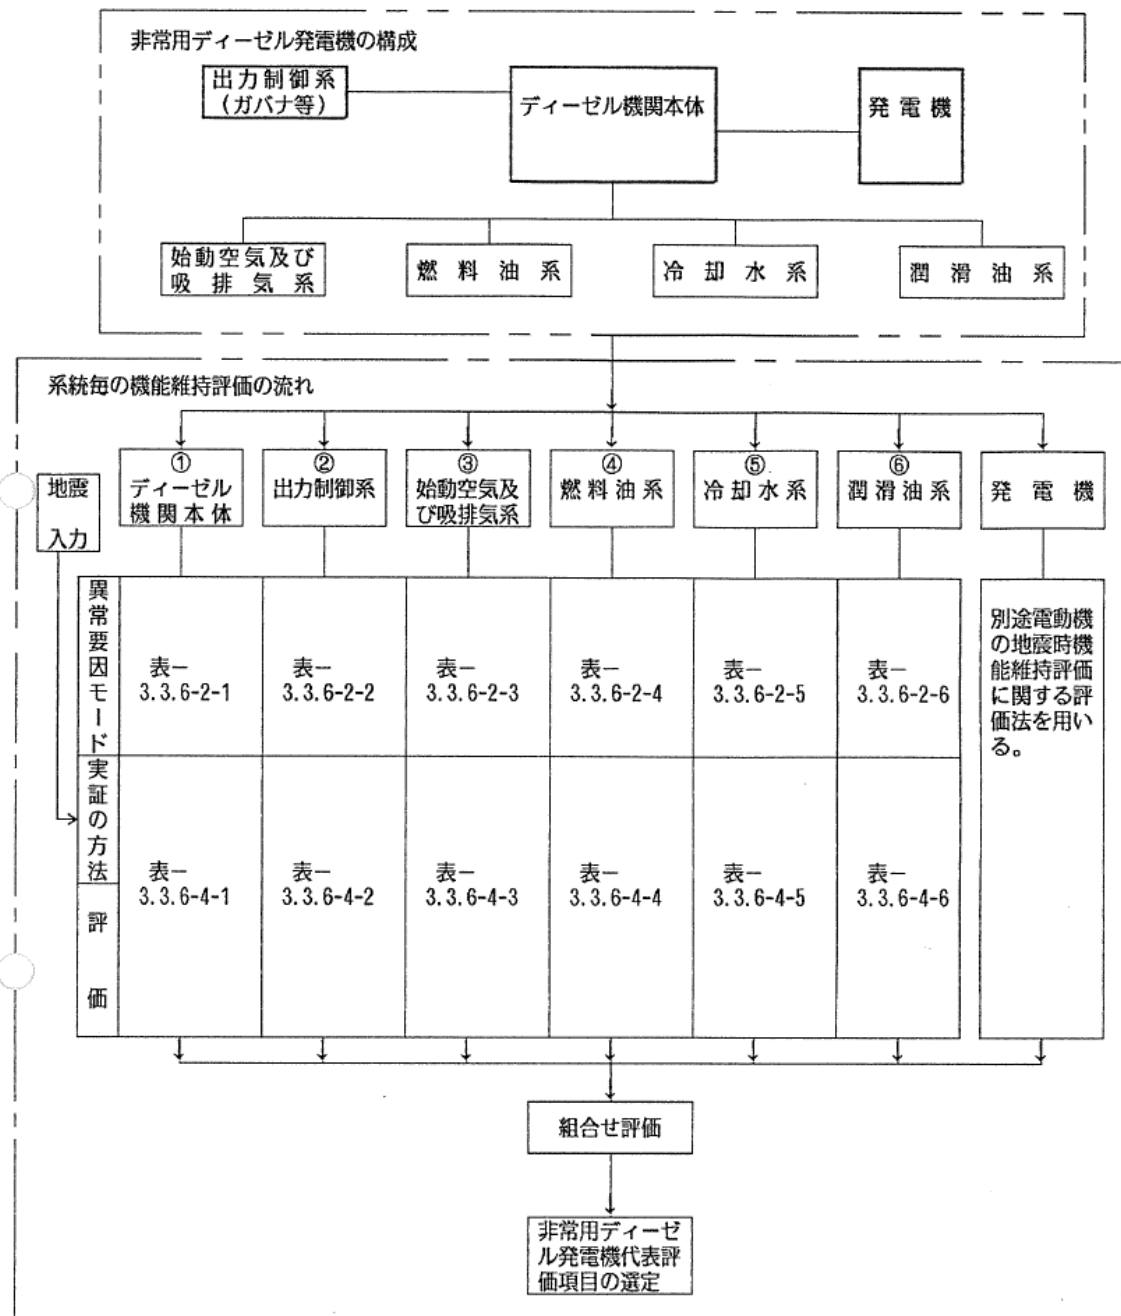 非常用ディーゼル発電機の構成
出力制御系
(ガバナ等)
ディーゼル機関本体
発電機
始動空気及び
吸排気系
燃料油系
冷却水系
潤滑油系
系統毎の機能維持評価の流れ
地震
入力
①
ディーゼル
機関本体
②
出力制御系
③
始動空気及
び吸排気系
④
燃料油系
⑤
冷却水系
⑥
潤滑油系
発電機
異常要因モード
表－
3.3.6-2-1
表－
3.3.6-2-2
表－
3.3.6-2-3
表－
3.3.6-2-4
表－
3.3.6-2-5
表－
3.3.6-2-6
別途電動機
の地震時機
能維持評価
に関する評
価法を用い
る。
実証の方法
評価
表－
3.3.6-4-1
表－
3.3.6-4-2
表－
3.3.6-4-3
表－
3.3.6-4-4
表－
3.3.6-4-5
表－
3.3.6-4-6
組合せ評価
非常用ディーゼ
ル発電機代表評
価項目の選定